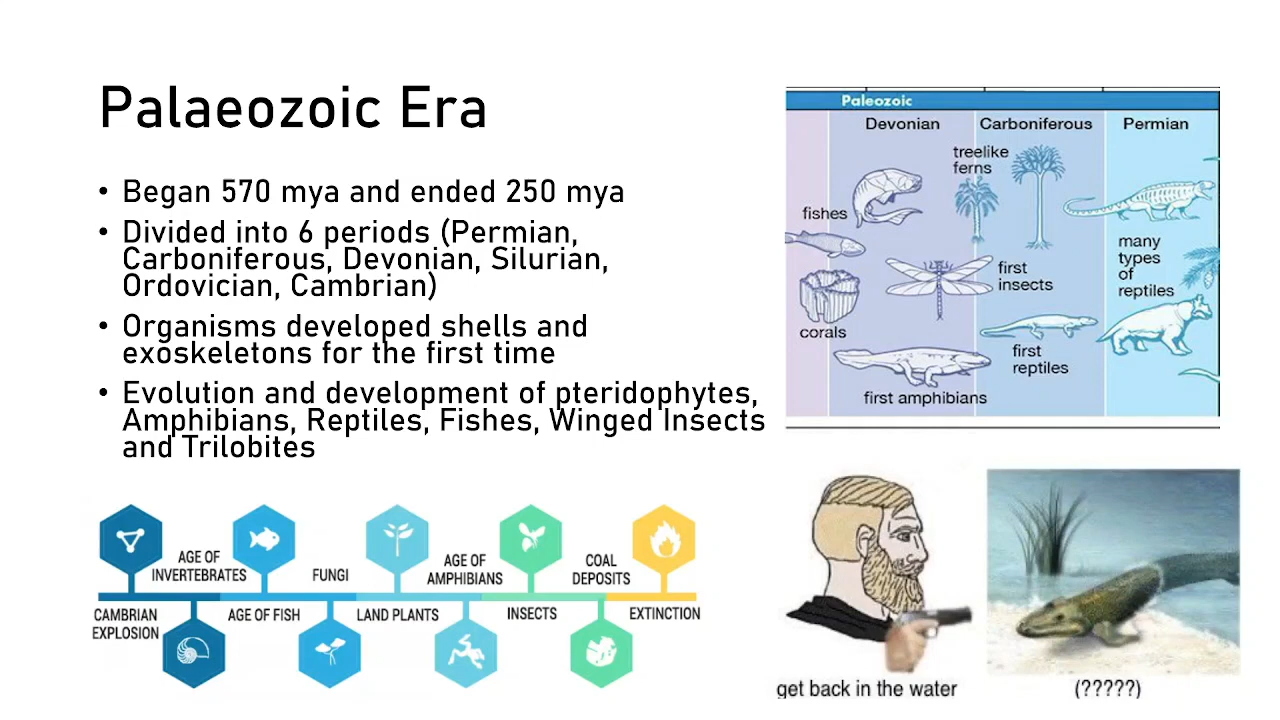 Palaeozoic Era
• Began 570 mya and ended 250 mya
• Divided into 6 periods (Permian,
Carboniferous, Devonian, Silurian,
Ordovician, Cambrian)
• Organisms developed shells and
exoskeletons for the first time
• Evolution and development of pteridophytes,
Amphibians, Reptiles, Fishes, Winged Insects
and Trilobites
Paleozoic
Devonian
Carboniferous
Permian
treelike
ferns
fishes
many
types
of
reptiles
first
insects
corals
first
reptiles
first amphibians
CAMBRIAN
EXPLOSION
AGE OF
INVERTEBRATES
AGE OF FISH
FUNGI
LAND PLANTS
AGE OF
AMPHIBIANS
INSECTS
COAL
DEPOSITS
EXTINCTION
get back in the water
(?????)